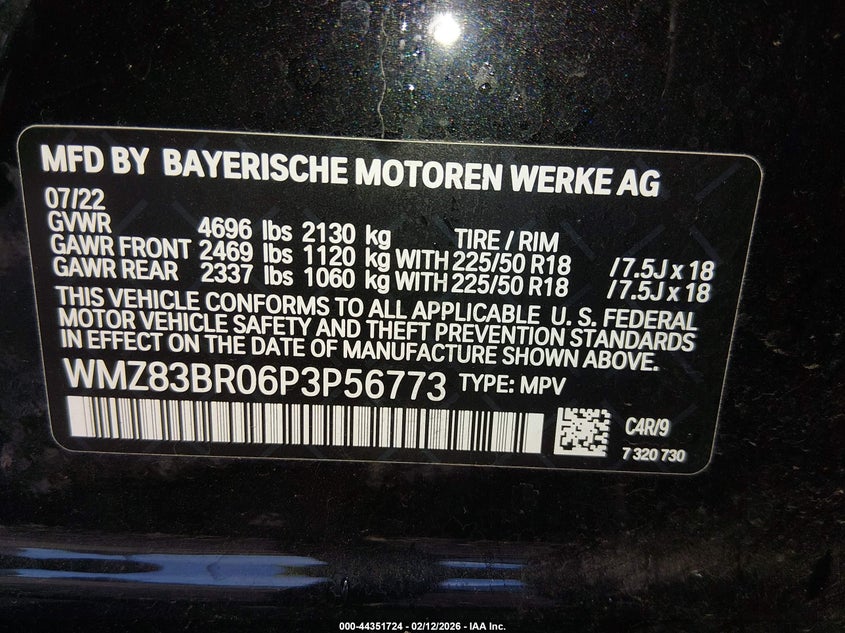 MFD BY BAYERISCHE MOTOREN WERKE AG
07/22
GVWR 4696 lbs 2130 kg TIRE / RIM
GAWR FRONT 2469 lbs 1120 kg WITH 225/50 R18 /7.5J x 18
GAWR REAR 2337 lbs 1060 kg WITH 225/50 R18 /7.5J x 18
THIS VEHICLE CONFORMS TO ALL APPLICABLE U. S. FEDERAL
MOTOR VEHICLE SAFETY AND THEFT PREVENTION STANDARDS
IN EFFECT ON THE DATE OF MANUFACTURE SHOWN ABOVE.
WMZ83BR06P3P56773 TYPE: MPV
C4R/9
7 320 730
000-44351724 - 02/12/2026 - IAA Inc.